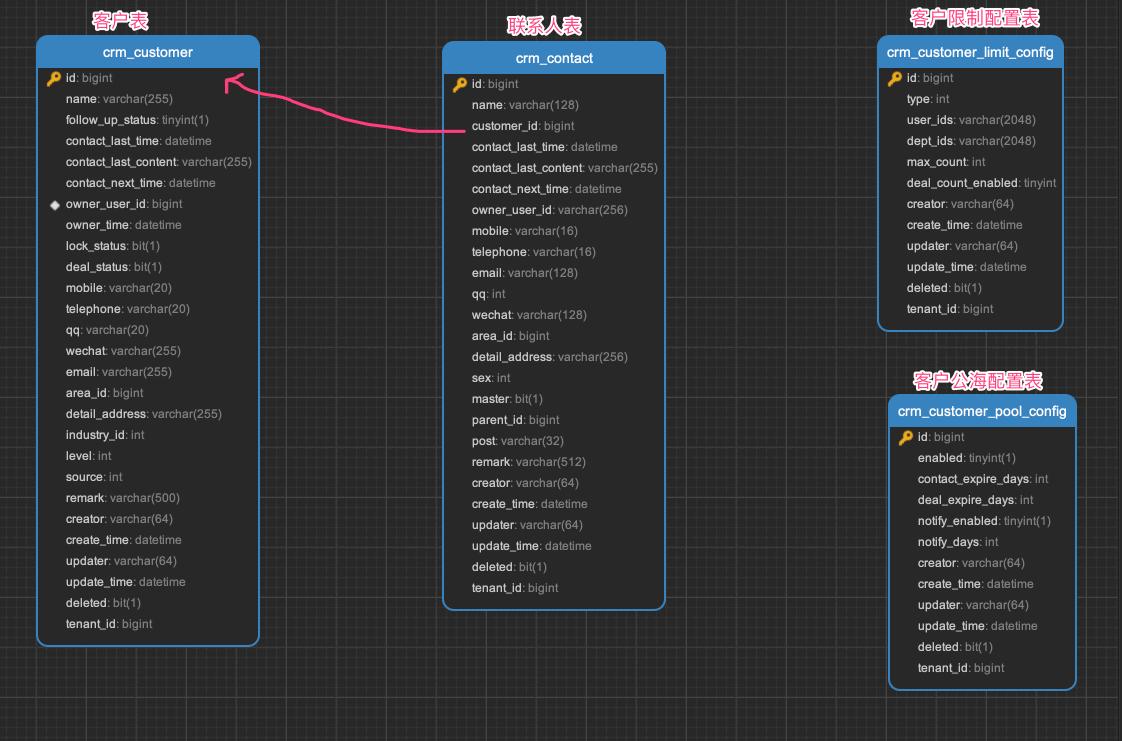 客户表
crm_customer
id: bigint
name: varchar(255)
follow_up_status: tinyint(1)
contact_last_time: datetime
contact_last_content: varchar(255)
contact_next_time: datetime
owner_user_id: bigint
owner_time: datetime
lock_status: bit(1)
deal_status: bit(1)
mobile: varchar(20)
telephone: varchar(20)
qq: varchar(20)
wechat: varchar(255)
email: varchar(255)
area_id: bigint
detail_address: varchar(255)
industry_id: int
level: int
source: int
remark: varchar(500)
creator: varchar(64)
create_time: datetime
updater: varchar(64)
update_time: datetime
deleted: bit(1)
tenant_id: bigint
联系人表
crm_contact
id: bigint
name: varchar(128)
customer_id: bigint
contact_last_time: datetime
contact_last_content: varchar(255)
contact_next_time: datetime
owner_user_id: varchar(256)
mobile: varchar(16)
telephone: varchar(16)
email: varchar(128)
qq: int
wechat: varchar(128)
area_id: bigint
detail_address: varchar(256)
sex: int
master: bit(1)
parent_id: bigint
post: varchar(32)
remark: varchar(512)
creator: varchar(64)
create_time: datetime
updater: varchar(64)
update_time: datetime
deleted: bit(1)
tenant_id: bigint
客户限制配置表
crm_customer_limit_config
id: bigint
type: int
user_ids: varchar(2048)
dept_ids: varchar(2048)
max_count: int
deal_count_enabled: tinyint
creator: varchar(64)
create_time: datetime
updater: varchar(64)
update_time: datetime
deleted: bit(1)
tenant_id: bigint
客户公海配置表
crm_customer_pool_config
id: bigint
enabled: tinyint(1)
contact_expire_days: int
deal_expire_days: int
notify_enabled: tinyint(1)
notify_days: int
creator: varchar(64)
create_time: datetime
updater: varchar(64)
update_time: datetime
deleted: bit(1)
tenant_id: bigint